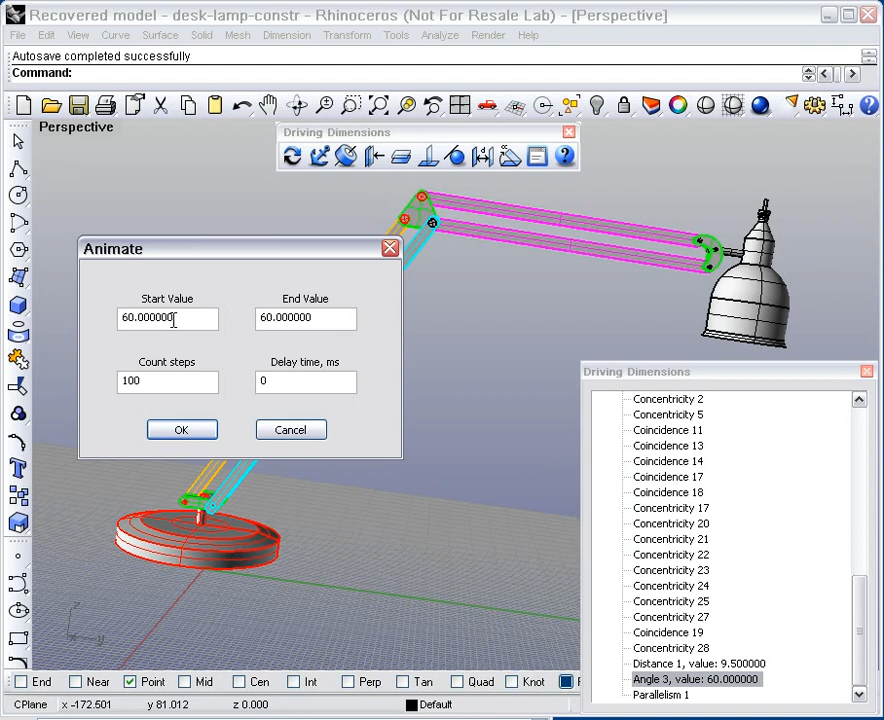 Recovered model - desk-lamp-constr - Rhinoceros (Not For Resale Lab) - [Perspective]
File Edit View Curve Surface Solid Mesh Dimension Transform Tools Analyze Render Help
Autosave completed successfully
Command:
Perspective
Driving Dimensions
Animate
Start Value End Value
60.000000 60.000000
Count steps Delay time, ms
100 0
OK Cancel
Driving Dimensions
Concentricity 2
Concentricity 5
Coincidence 11
Coincidence 13
Coincidence 14
Coincidence 17
Coincidence 18
Concentricity 17
Concentricity 20
Concentricity 21
Concentricity 22
Concentricity 23
Concentricity 24
Concentricity 25
Concentricity 27
Coincidence 19
Concentricity 28
Distance 1, value: 9.500000
Angle 3, value: 60.000000
Parallelism 1
z
x y
End Near Point Mid Cen Int Perp Tan Quad Knot
CPlane x -172.501 y 81.012 z 0.000 Default